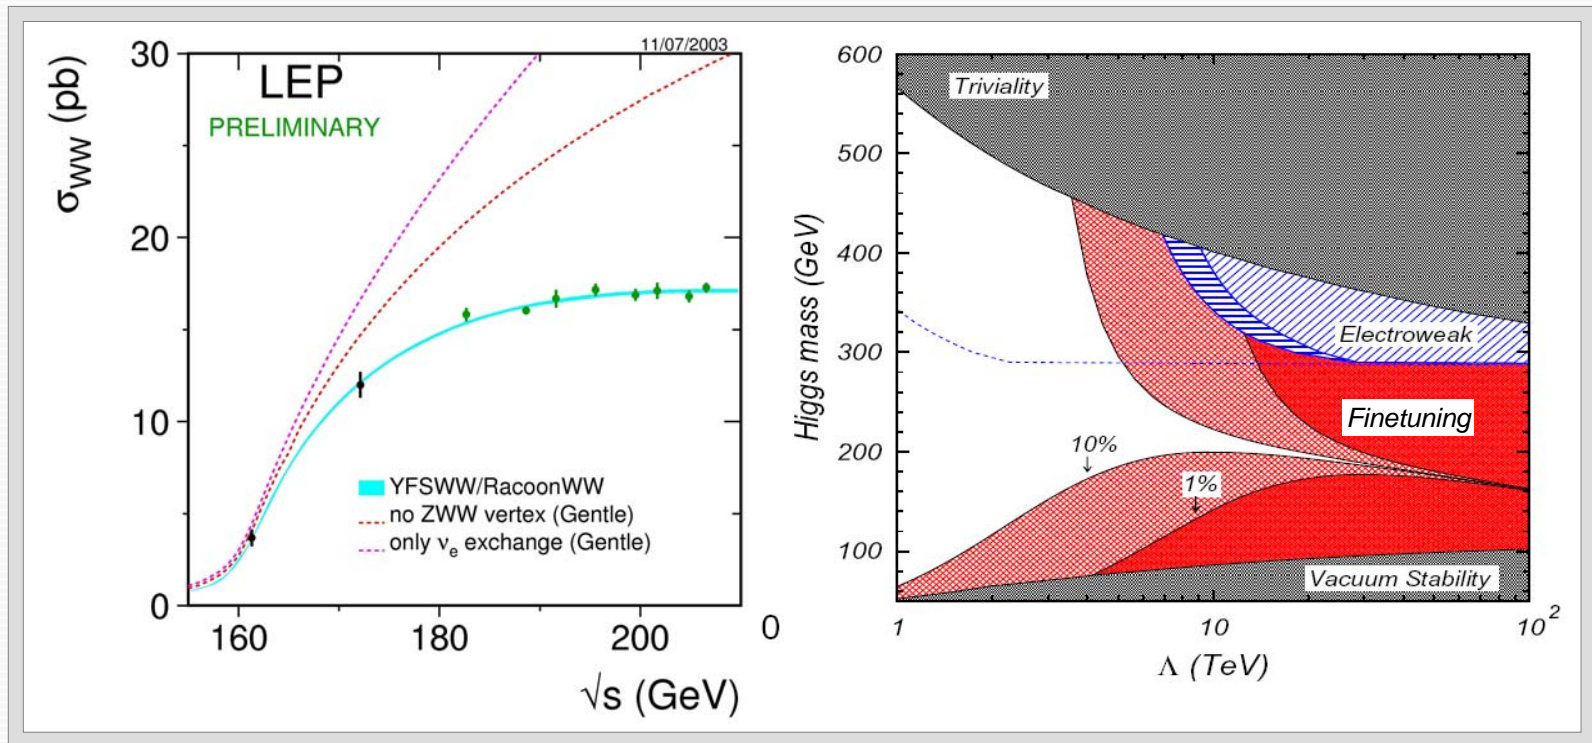 11/07/2003
30
LEP
PRELIMINARY
σWW (pb)
20
10
0
YFSWW/RacoonWW
no ZWW vertex (Gentle)
only νe exchange (Gentle)
160
180
200
0
√s (GeV)
600
Triviality
500
400
Higgs mass (GeV)
Electroweak
300
Finetuning
200
10%
1%
100
Vacuum Stability
1
10
10²
Λ (TeV)